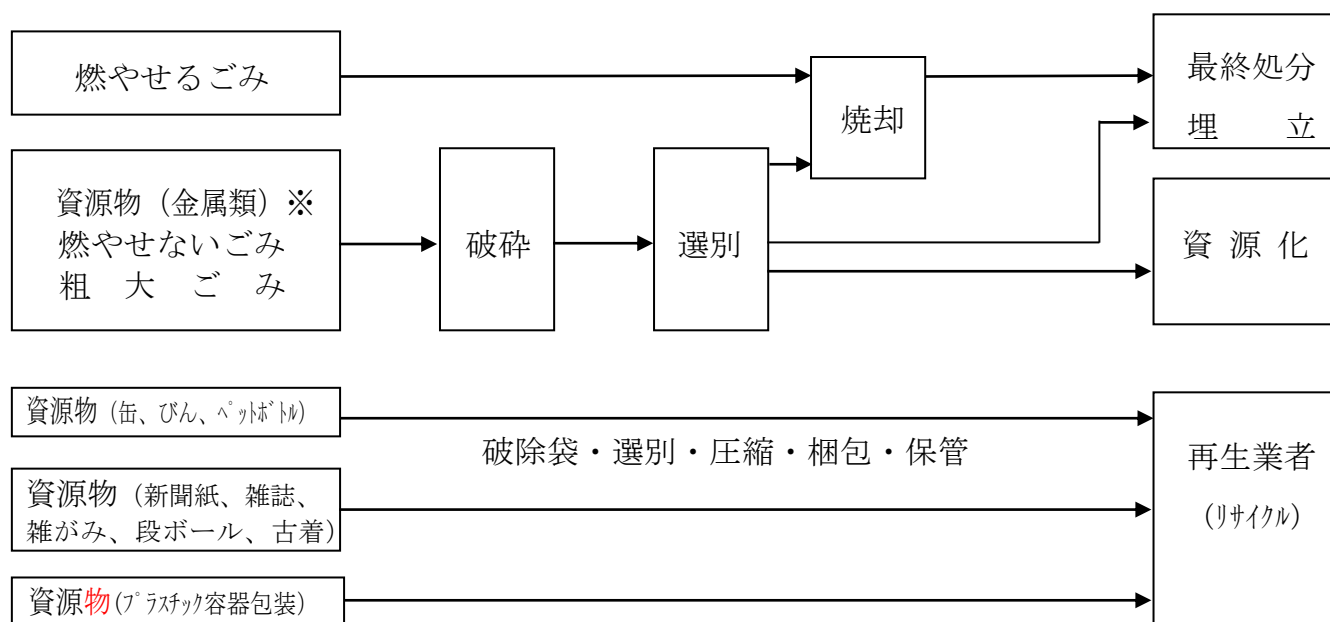 燃やせるごみ
焼却
最終処分
埋　　立
資源物（金属類）※
燃やせないごみ
粗　大　ご　み
破砕
選別
資 源 化
資源物（缶、びん、ﾍﾟｯﾄﾎﾞﾄﾙ）
破除袋・選別・圧縮・梱包・保管
資源物（新聞紙、雑誌、
雑がみ、段ボール、古着）
再生業者
（ﾘｻｲｸﾙ）
資源物（ﾌﾟﾗｽﾁｯｸ容器包装）